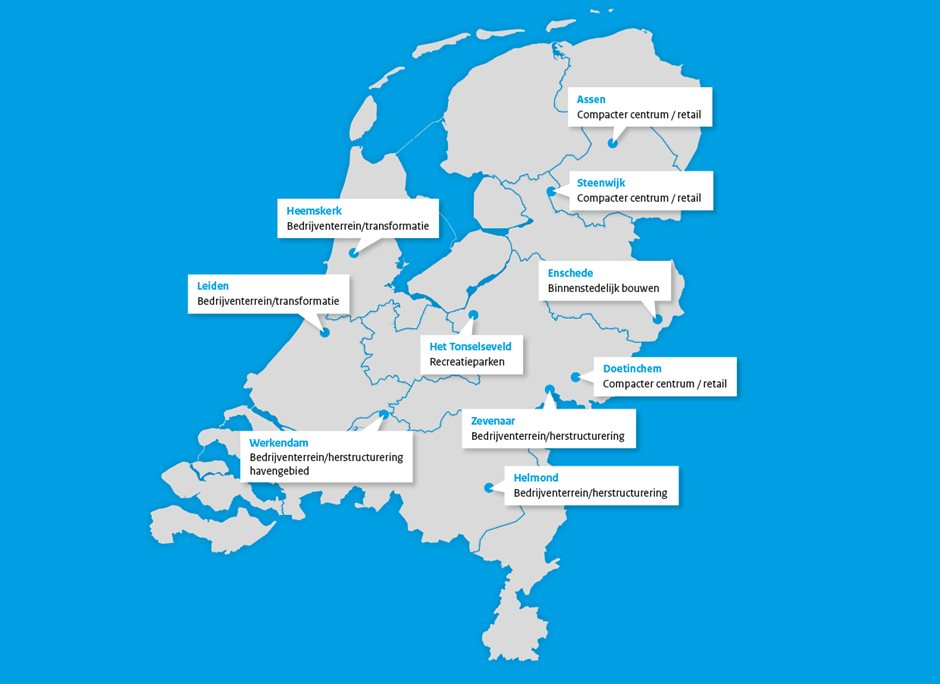 Assen
Compacter centrum / retail
Steenwijk
Compacter centrum / retail
Heemskerk
Bedrijventerrein/transformatie
Enschede
Binnenstedelijk bouwen
Leiden
Bedrijventerrein/transformatie
Het Tonselseveld
Recreatieparken
Doetinchem
Compacter centrum / retail
Zevenaar
Bedrijventerrein/herstructurering
Werkendam
Bedrijventerrein/herstructurering
havengebied
Helmond
Bedrijventerrein/herstructurering